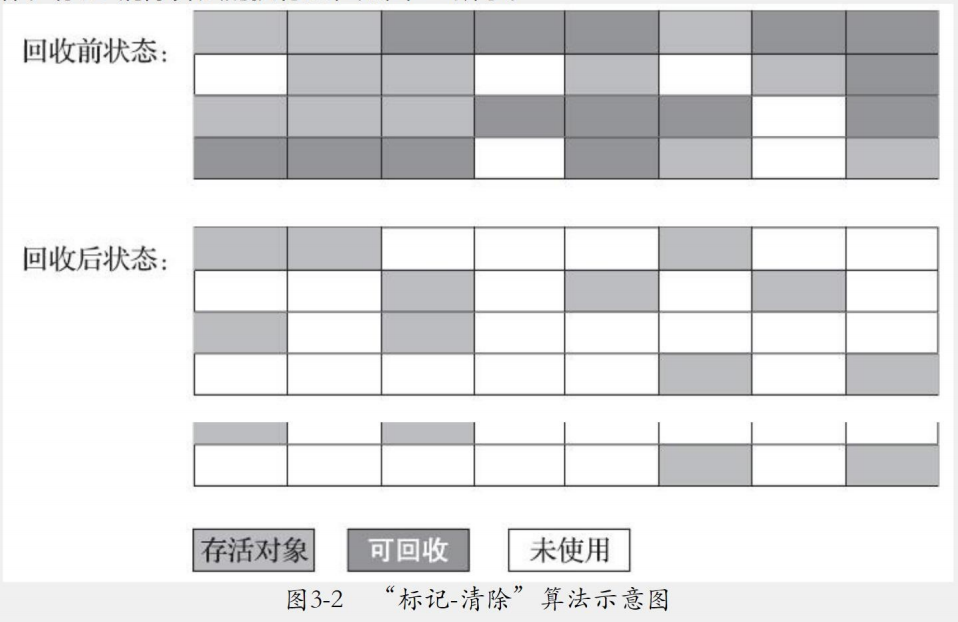 回收前状态：
回收后状态：
存活对象
可回收
未使用
图3-2 “标记-清除”算法示意图